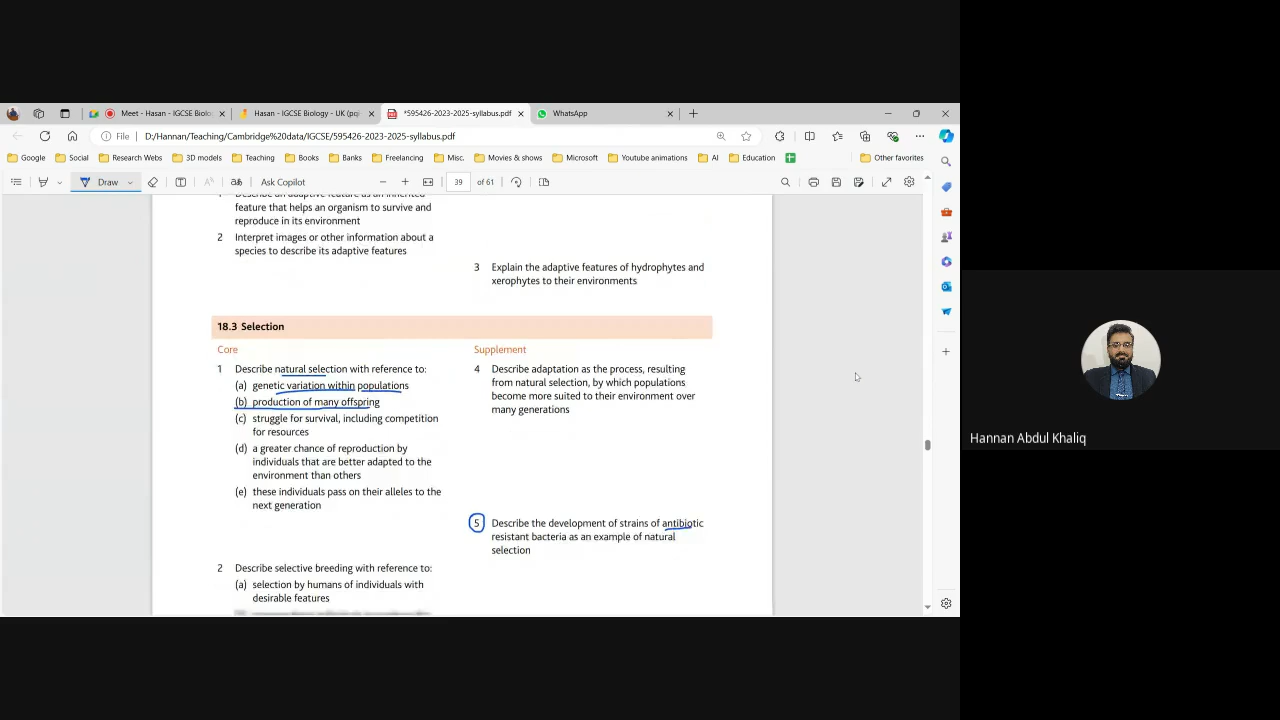 Meet - Hasan - IGCSE Biolo
Hasan - IGCSE Biology - UK (pqi
*595426-2023-2025-syllabus.pdf
WhatsApp
File
D:/Hannan/Teaching/Cambridge%20data/IGCSE/595426-2023-2025-syllabus.pdf
Google
Social
Research Webs
3D models
Teaching
Books
Banks
Freelancing
Misc.
Movies & shows
Microsoft
Youtube animations
AI
Education
Other favorites
Draw
Ask Copilot
39
of 61
1 Describe an adaptive feature as an inherited
feature that helps an organism to survive and
reproduce in its environment
2 Interpret images or other information about a
species to describe its adaptive features
3 Explain the adaptive features of hydrophytes and
xerophytes to their environments
18.3 Selection
Core
1 Describe natural selection with reference to:
(a) genetic variation within populations
(b) production of many offspring
(c) struggle for survival, including competition
for resources
(d) a greater chance of reproduction by
individuals that are better adapted to the
environment than others
(e) these individuals pass on their alleles to the
next generation
2 Describe selective breeding with reference to:
(a) selection by humans of individuals with
desirable features
Supplement
4 Describe adaptation as the process, resulting
from natural selection, by which populations
become more suited to their environment over
many generations
5 Describe the development of strains of antibiotic
resistant bacteria as an example of natural
selection
Hannan Abdul Khaliq